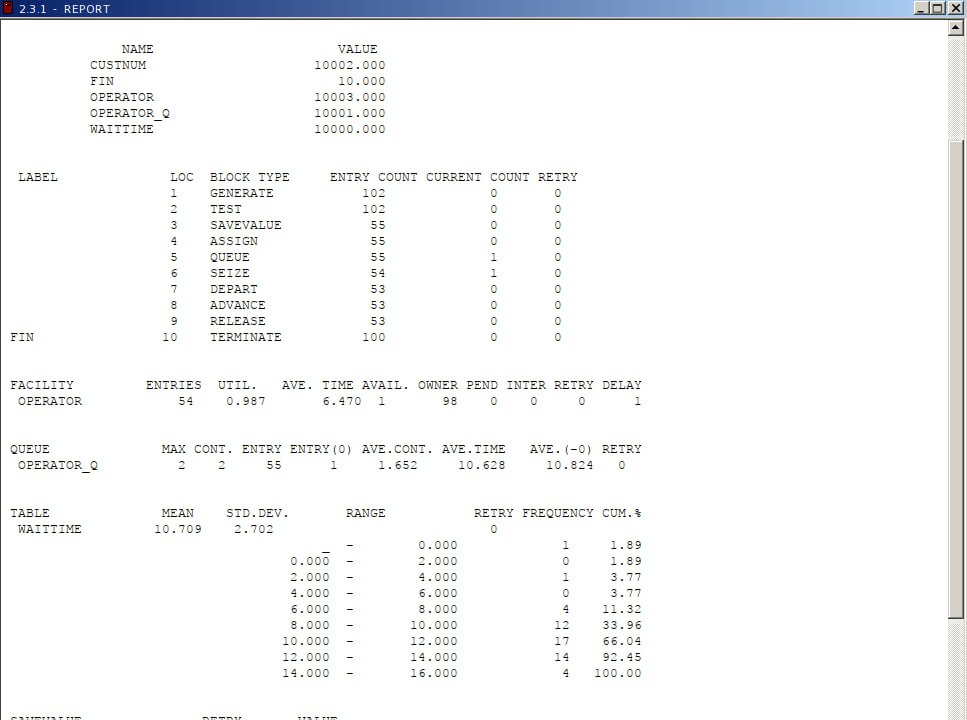 2.3.1 - REPORT
NAME VALUE
CUSTNUM 10002.000
FIN 10.000
OPERATOR 10003.000
OPERATOR_Q 10001.000
WAITTIME 10000.000
LABEL LOC BLOCK TYPE ENTRY COUNT CURRENT COUNT RETRY
1 GENERATE 102 0 0
2 TEST 102 0 0
3 SAVEVALUE 55 0 0
4 ASSIGN 55 0 0
5 QUEUE 55 1 0
6 SEIZE 54 1 0
7 DEPART 53 0 0
8 ADVANCE 53 0 0
9 RELEASE 53 0 0
FIN 10 TERMINATE 100 0 0
FACILITY ENTRIES UTIL. AVE. TIME AVAIL. OWNER PEND INTER RETRY DELAY
OPERATOR 54 0.987 6.470 1 98 0 0 0 1
QUEUE MAX CONT. ENTRY ENTRY(0) AVE.CONT. AVE.TIME AVE.(-0) RETRY
OPERATOR_Q 2 2 55 1 1.652 10.628 10.824 0
TABLE MEAN STD.DEV. RANGE RETRY FREQUENCY CUM.%
WAITTIME 10.709 2.702 0
_ - 0.000 1 1.89
0.000 - 2.000 0 1.89
2.000 - 4.000 1 3.77
4.000 - 6.000 0 3.77
6.000 - 8.000 4 11.32
8.000 - 10.000 12 33.96
10.000 - 12.000 17 66.04
12.000 - 14.000 14 92.45
14.000 - 16.000 4 100.00
SAVEVALUE RETRY VALUE